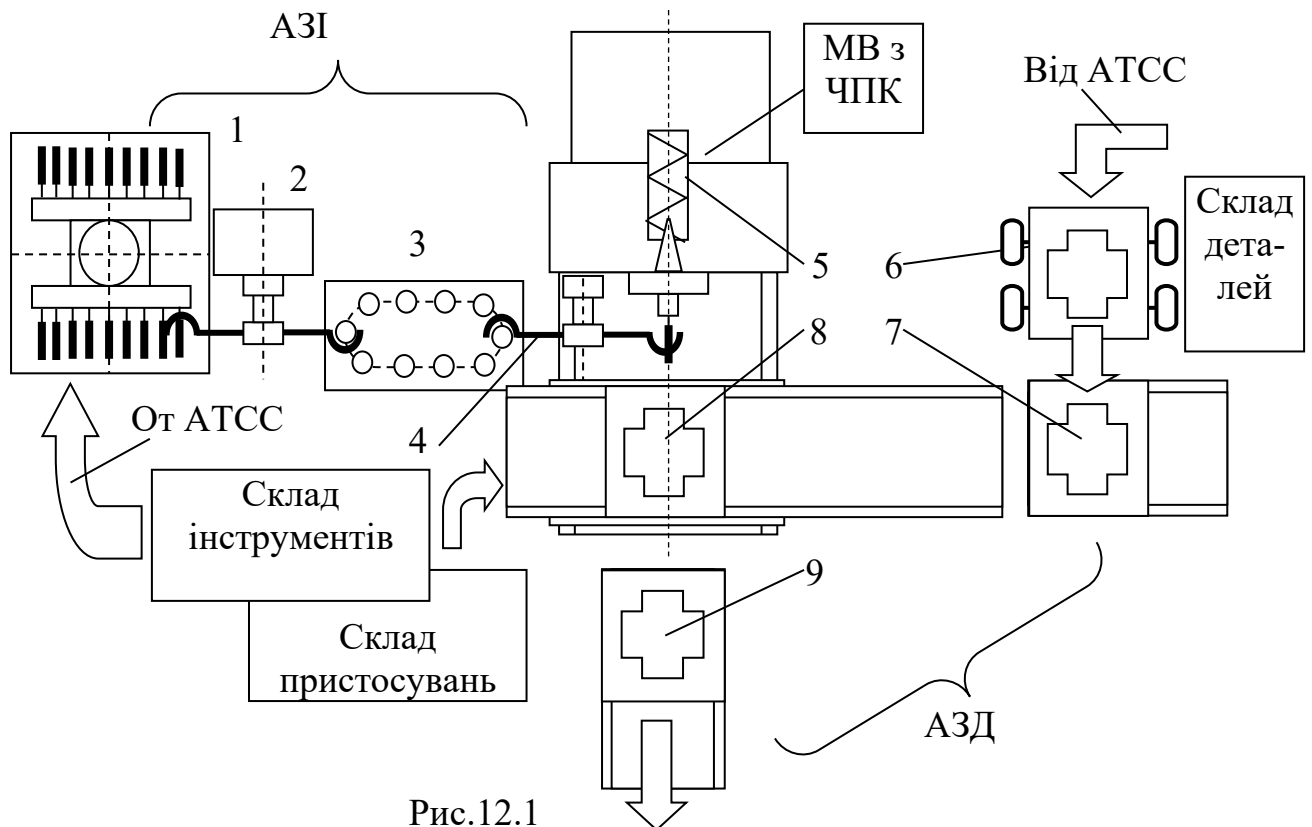 АЗІ
МВ з
ЧПК
Від АТСС
1
2
3
5
6
Склад
дета-
лей
8
7
От АТСС
4
Склад
інструментів
9
Склад
пристосувань
АЗД
Рис.12.1